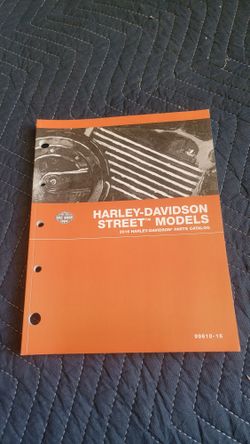 HARLEY-DAVIDSON
STREET™ MODELS
2016 HARLEY-DAVIDSON® PARTS CATALOG
99610-16